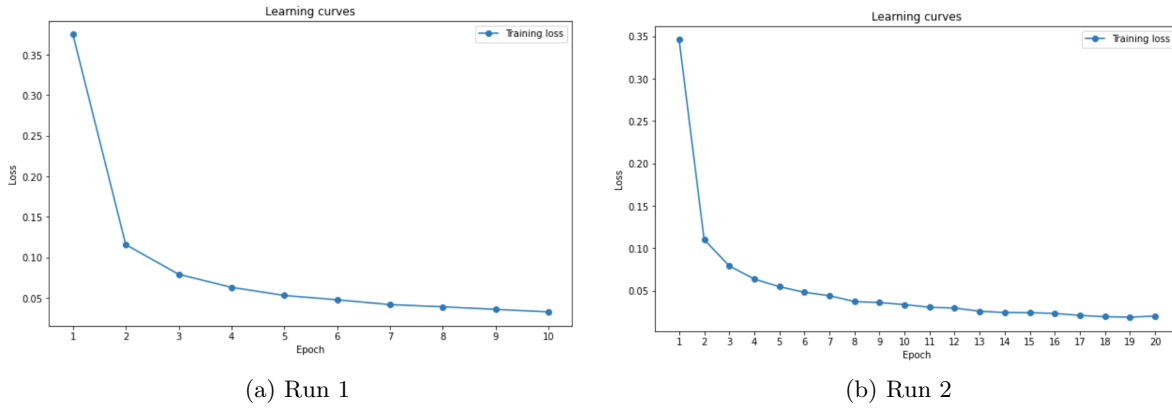 Learning curves
Training loss
Loss
0.35
0.30
0.25
0.20
0.15
0.10
0.05
1 2 3 4 5 6 7 8 9 10
Epoch
(a) Run 1
Learning curves
Training loss
Loss
0.35
0.30
0.25
0.20
0.15
0.10
0.05
1 2 3 4 5 6 7 8 9 10 11 12 13 14 15 16 17 18 19 20
Epoch
(b) Run 2